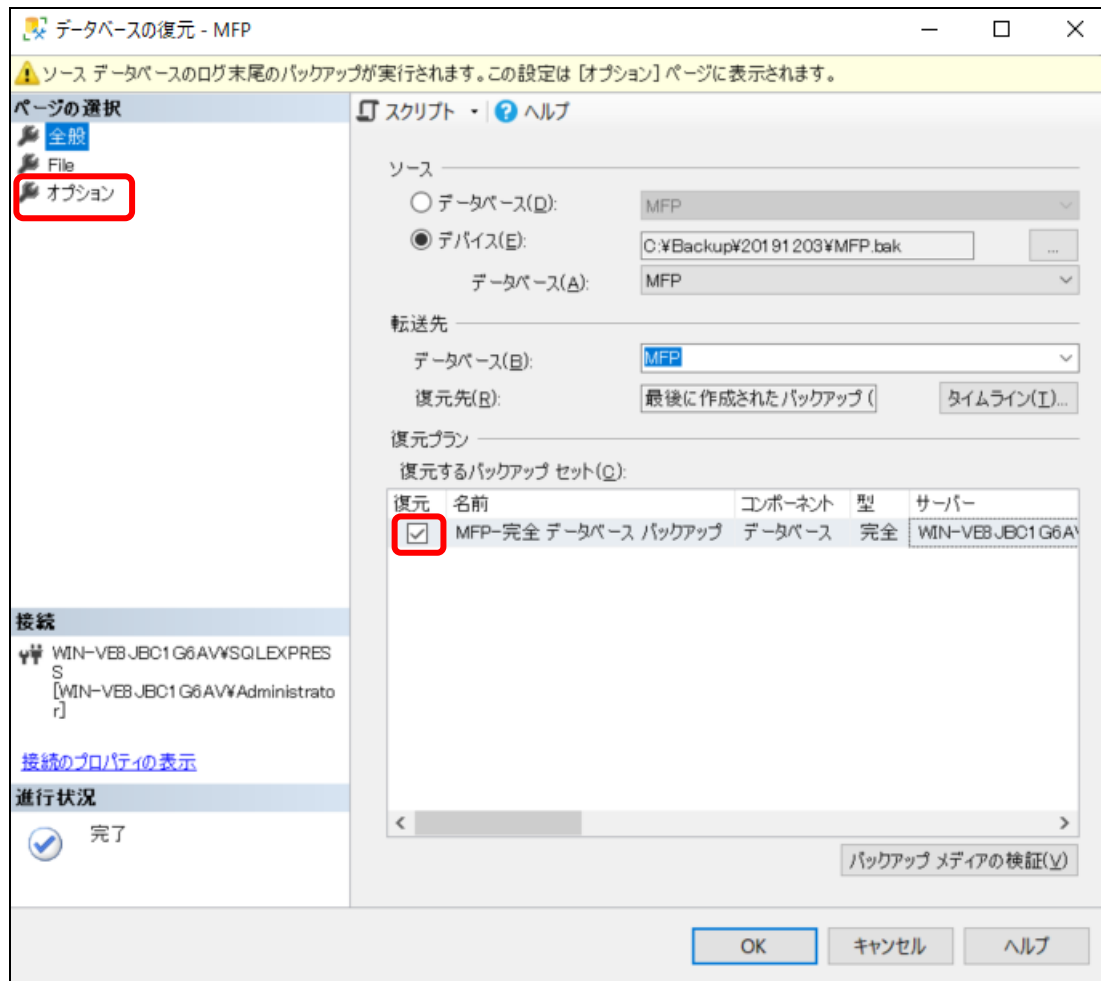 データベースの復元 - MFP
ソース データベースのログ末尾のバックアップが実行されます。この設定は [オプション] ページに表示されます。
ページの選択
全般
File
オプション
スクリプト
ヘルプ
ソース
データベース(D):
MFP
デバイス(E):
C:¥Backup¥20191203¥MFP.bak
...
データベース(A):
MFP
転送先
データベース(B):
MFP
復元先(R):
最後に作成されたバックアップ (
タイムライン(T)...
復元プラン
復元するバックアップ セット(C):
復元 名前 コンポーネント 型 サーバー
MFP-完全 データベース バックアップ データベース 完全 WIN-VE8JBC1G6AV
接続
WIN-VE8JBC1G6AV¥SQLEXPRES
S
[WIN-VE8JBC1G6AV¥Administrato
r]
接続のプロパティの表示
進行状況
完了
バックアップ メディアの検証(V)
OK
キャンセル
ヘルプ